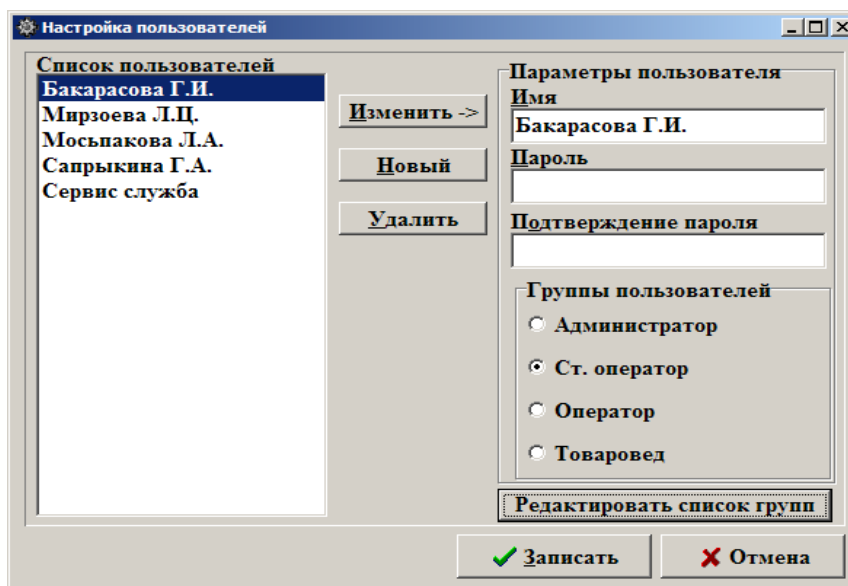 Настройка пользователей
Список пользователей
Бакарасова Г.И.
Мирзоева Л.Ц.
Мосьпакова Л.А.
Сапрыкина Г.А.
Сервис служба
Изменить ->
Новый
Удалить
Параметры пользователя
Имя
Бакарасова Г.И.
Пароль
Подтверждение пароля
Группы пользователей
Администратор
Ст. оператор
Оператор
Товаровед
Редактировать список групп
Записать
Отмена